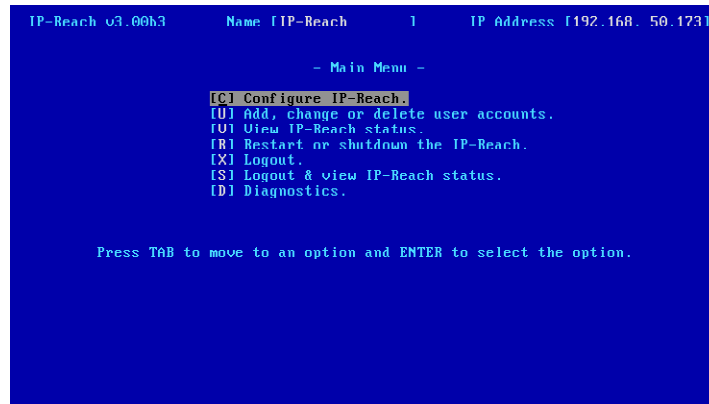 IP-Reach v3.00b3 Name [IP-Reach ] IP Address [192.168. 50.173]
- Main Menu -
[C] Configure IP-Reach.
[U] Add, change or delete user accounts.
[V] View IP-Reach status.
[R] Restart or shutdown the IP-Reach.
[X] Logout.
[S] Logout & view IP-Reach status.
[D] Diagnostics.
Press TAB to move to an option and ENTER to select the option.